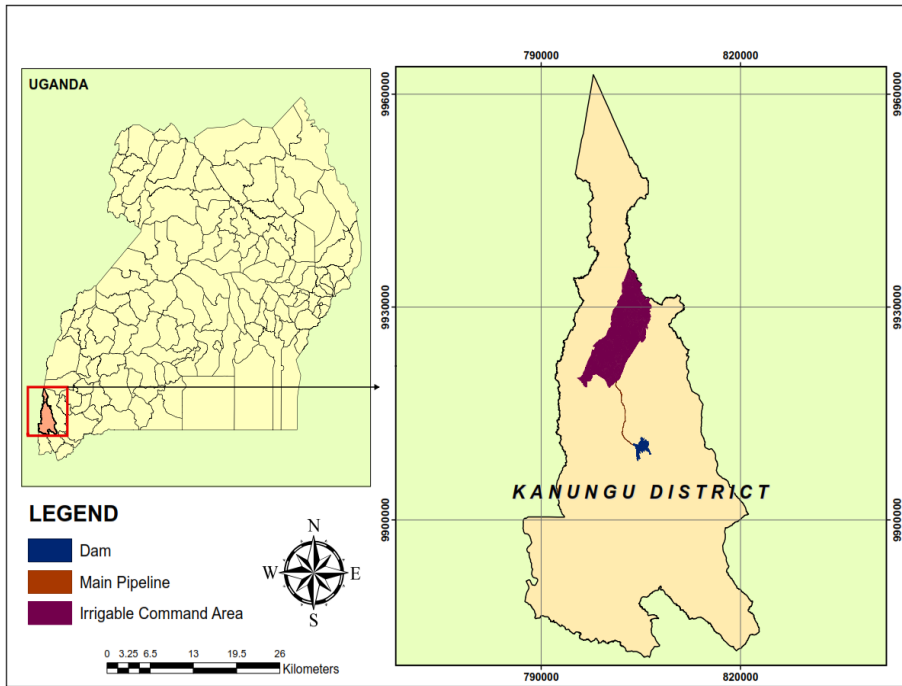 UGANDA
790000 820000
9960000 9960000
9930000 9930000
9900000 9900000
KANUNGU DISTRICT
LEGEND
Dam
Main Pipeline
Irrigable Command Area
N
W E
S
0 3.25 6.5 13 19.5 26
Kilometers
790000 820000